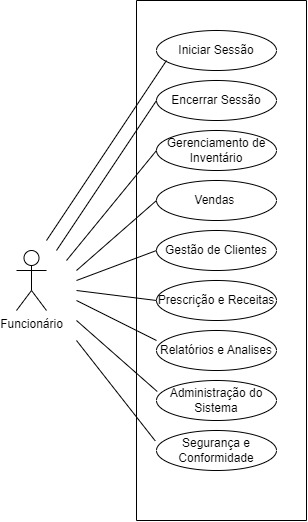 Iniciar Sessão
Encerrar Sessão
Gerenciamento de
Inventário
Vendas
Gestão de Clientes
Prescrição e Receitas
Funcionário
Relatórios e Analises
Administração do
Sistema
Segurança e
Conformidade